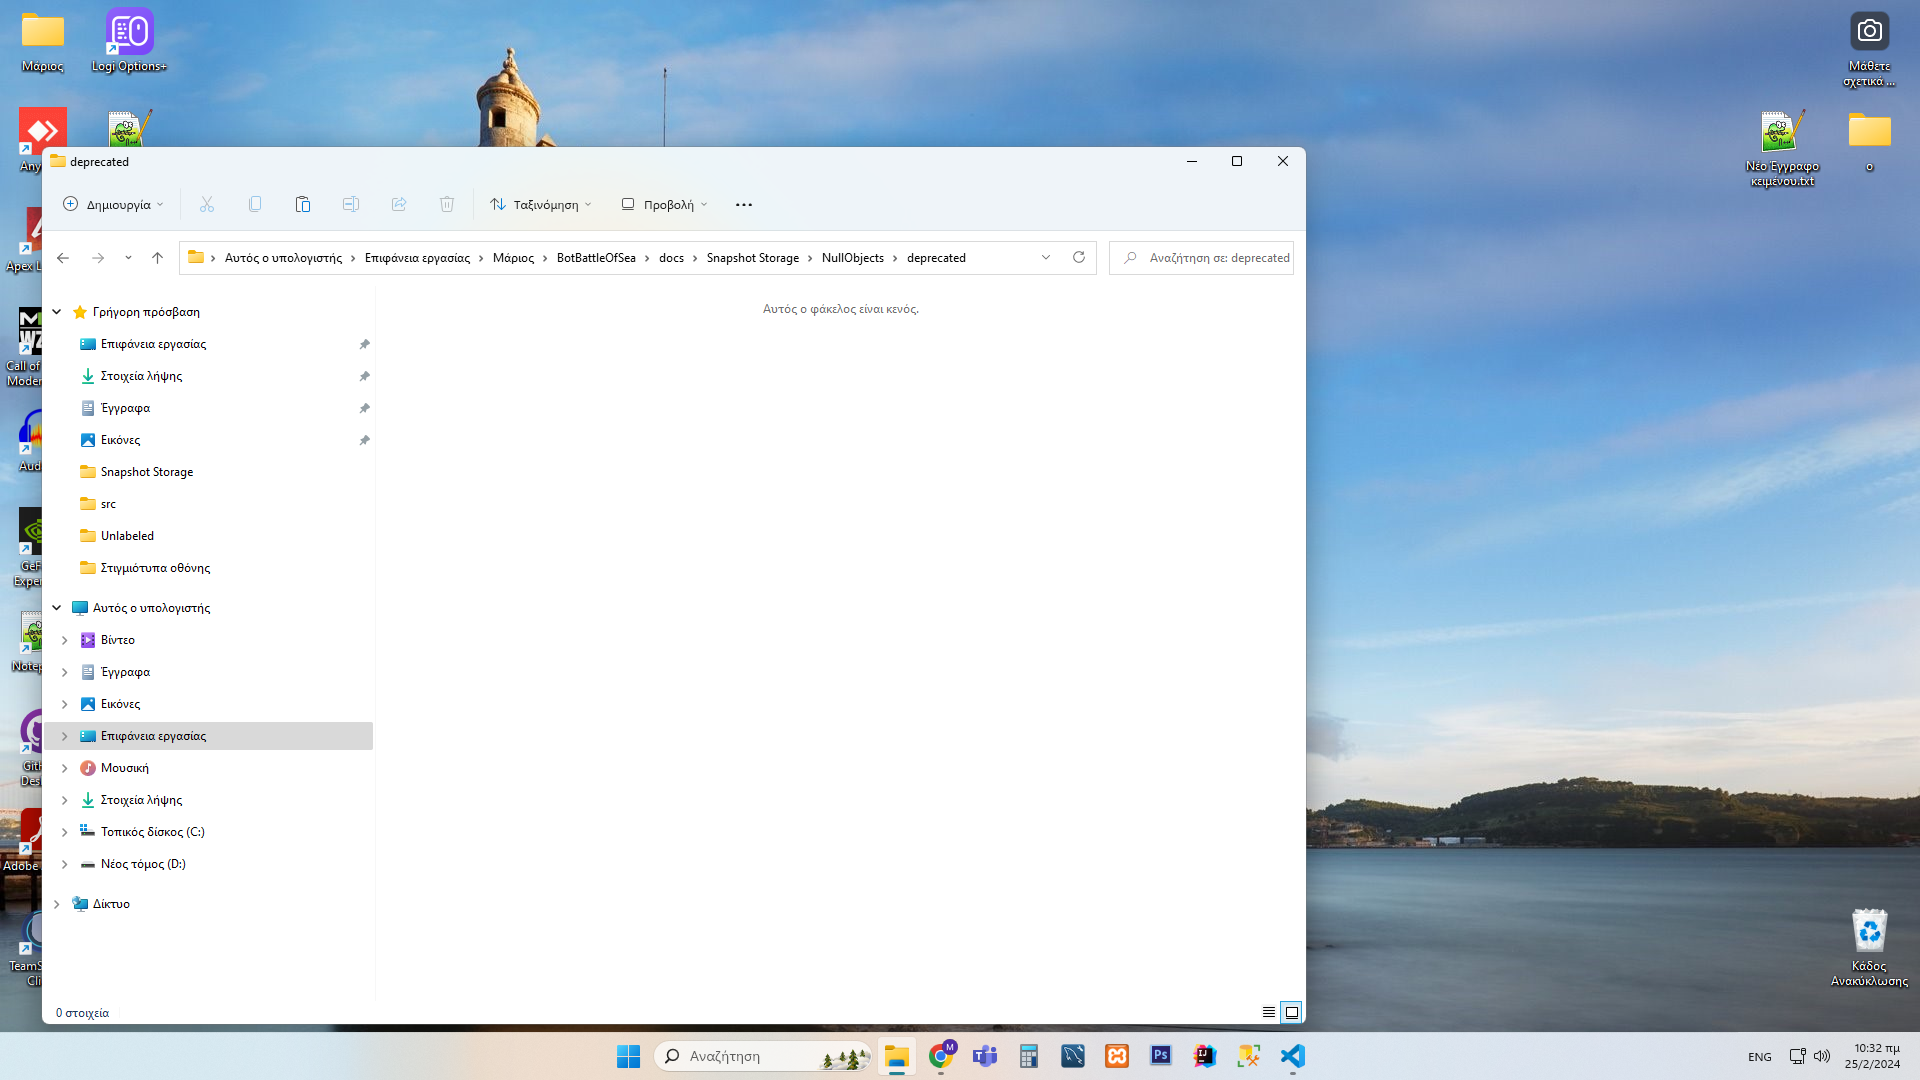 Μάριος
Logi Options+
Μάθετε
σχετικά ...
Νέο Έγγραφο
κειμένου.txt
ο
Any
Apex L
Call of
Moder
Aud
GeF
Exper
Notep
Gith
Des
Adobe
TeamS
Cli
Κάδος
Ανακύκλωσης
deprecated
Δημιουργία
Ταξινόμηση
Προβολή
Αυτός ο υπολογιστής > Επιφάνεια εργασίας > Μάριος > BotBattleOfSea > docs > Snapshot Storage > NullObjects > deprecated
Αναζήτηση σε: deprecated
Γρήγορη πρόσβαση
Επιφάνεια εργασίας
Στοιχεία λήψης
Έγγραφα
Εικόνες
Snapshot Storage
src
Unlabeled
Στιγμιότυπα οθόνης
Αυτός ο υπολογιστής
Βίντεο
Έγγραφα
Εικόνες
Επιφάνεια εργασίας
Μουσική
Στοιχεία λήψης
Τοπικός δίσκος (C:)
Νέος τόμος (D:)
Δίκτυο
Αυτός ο φάκελος είναι κενός.
0 στοιχεία
Αναζήτηση
M
Ps
ENG
10:32 πμ
25/2/2024